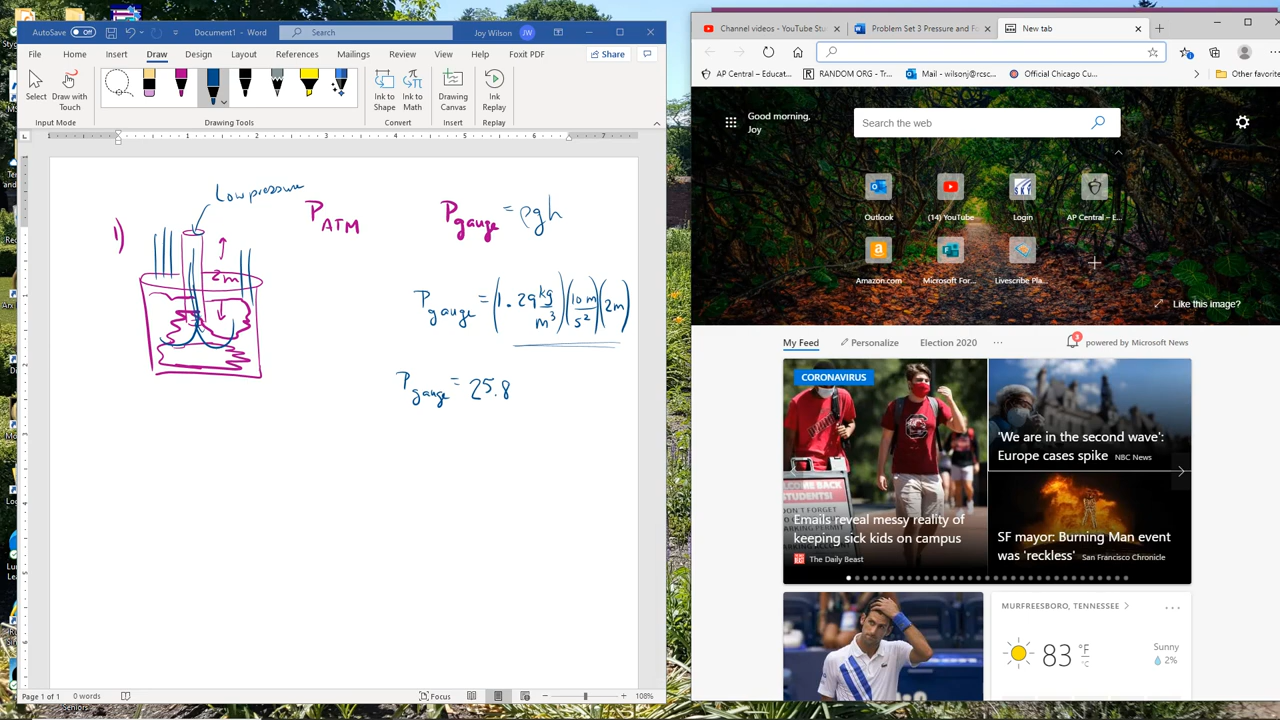 AutoSave Off Document1 - Word Search Joy Wilson JW
File Home Insert Draw Design Layout References Mailings Review View Foxit PDF Share
Select Draw with Touch Ink to Shape Ink to Math Drawing Canvas Ink Replay
Input Mode Drawing Tools Convert Insert Replay
Low pressure
1)
2m
P ATM
P gauge = ρgh
P gauge = (1.29 kg/m³)(10 m/s²)(2m)
P gauge = 25.8
Page 1 of 1 0 words Focus 108%
Channel videos - YouTube Stu
Problem Set 3 Pressure and Fo
New tab
AP Central – Educat...
RANDOM ORG - Tr...
Mail - wilsonj@rcsc...
Official Chicago Cu...
Other favorite
Good morning,
Joy
Search the web
Outlook
(14) YouTube
Login
AP Central – E...
Amazon.com
Microsoft For...
Livescribe Pla...
Like this image?
My Feed Personalize Election 2020 ... powered by Microsoft News
CORONAVIRUS
Emails reveal messy reality of
keeping sick kids on campus
The Daily Beast
'We are in the second wave':
Europe cases spike NBC News
SF mayor: Burning Man event
was 'reckless' San Francisco Chronicle
MURFREESBORO, TENNESSEE
83 °F °C
Sunny
2%